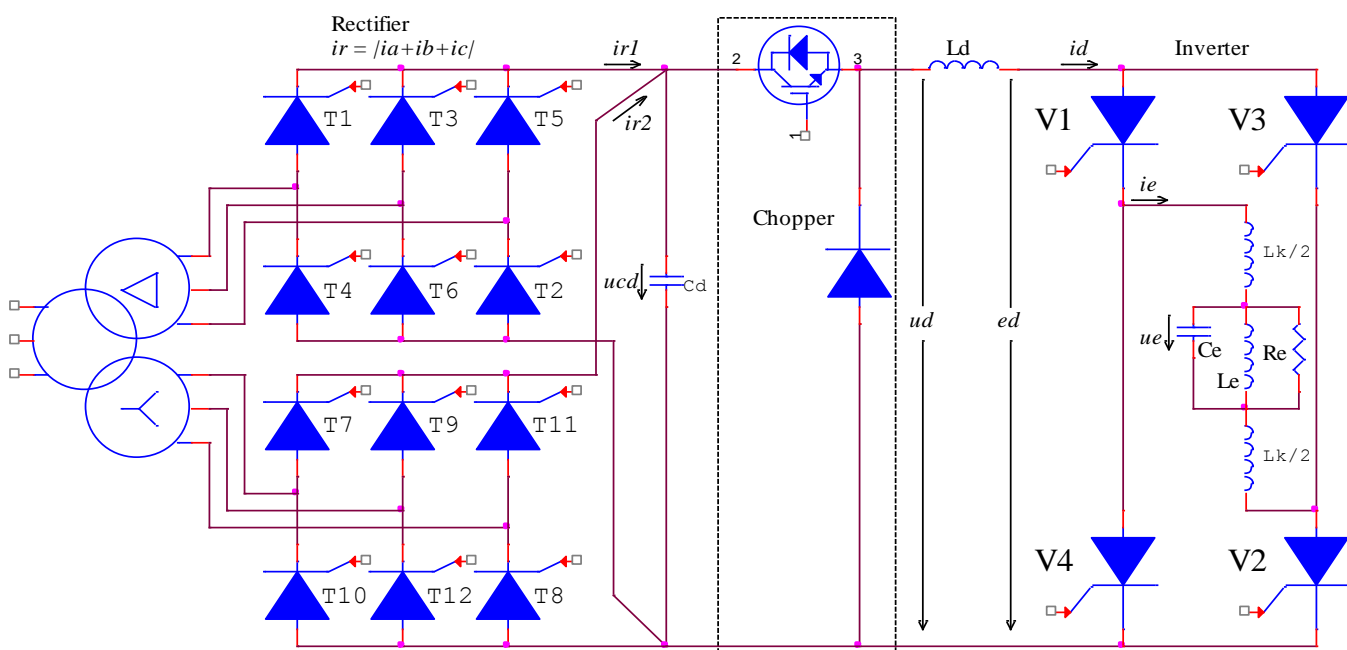 Rectifier
ir = |ia+ib+ic|
ir1
2
3
Ld
id
Inverter
T1
T3
T5
ir2
1
V1
V3
Chopper
ie
Lk/2
T4
T6
T2
ucd
Cd
ud
ed
ue
Ce
Le
Re
T7
T9
T11
Lk/2
T10
T12
T8
V4
V2